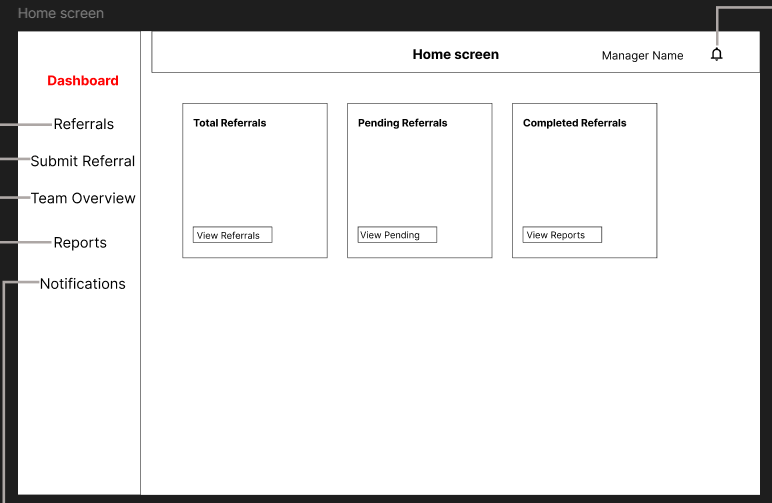 Home screen
Home screen
Manager Name
Dashboard
Referrals
Submit Referral
Team Overview
Reports
Notifications
Total Referrals
View Referrals
Pending Referrals
View Pending
Completed Referrals
View Reports